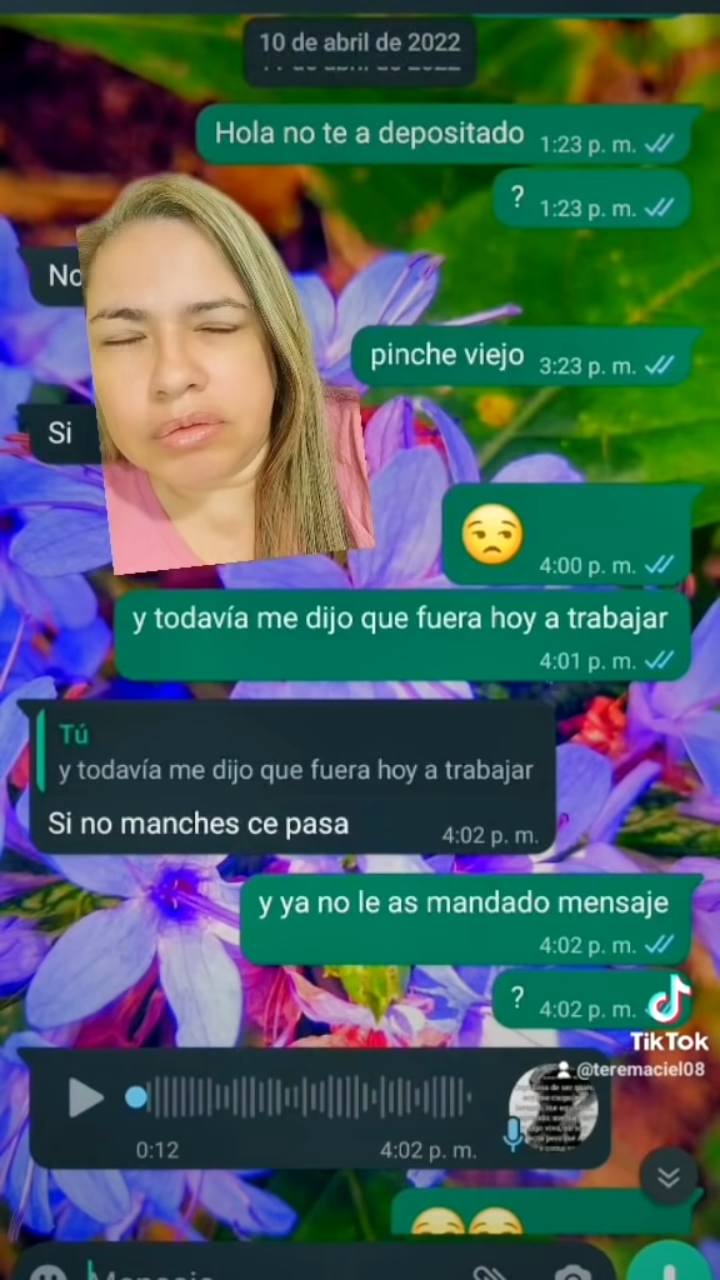 10 de abril de 2022
Hola no te a depositado 1:23 p. m.
? 1:23 p. m.
No
pinche viejo 3:23 p. m.
Si
4:00 p. m.
y todavía me dijo que fuera hoy a trabajar
4:01 p. m.
Tú
y todavía me dijo que fuera hoy a trabajar
Si no manches ce pasa 4:02 p. m.
y ya no le as mandado mensaje
4:02 p. m.
? 4:02 p. m.
TikTok
@teremaciel08
0:12 4:02 p. m.